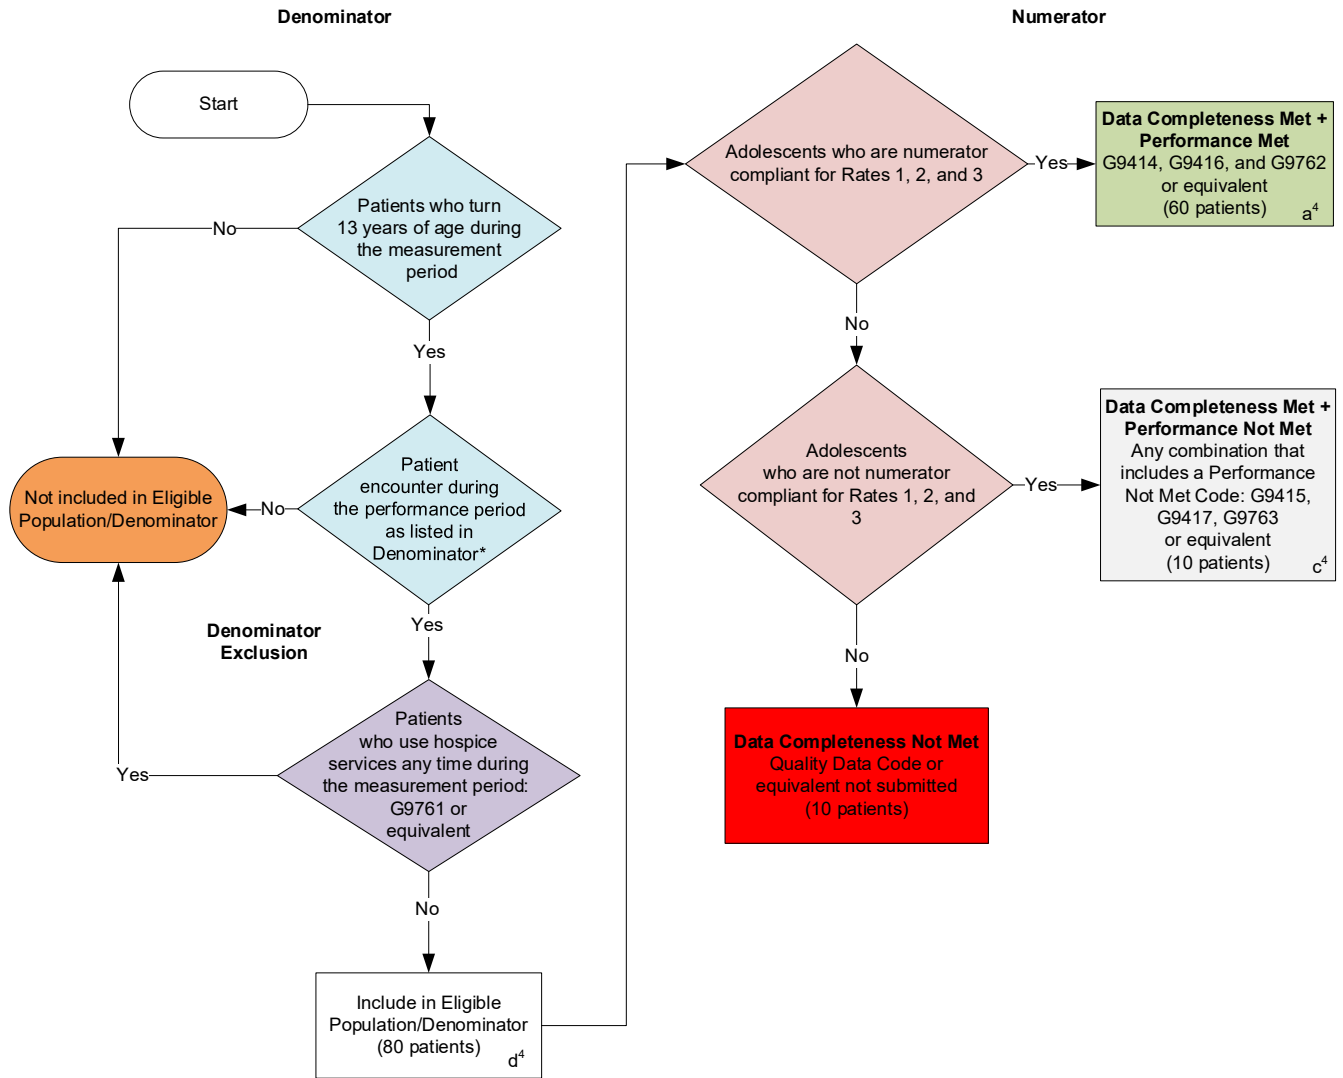 Denominator
Numerator
Start
Patients who turn
13 years of age during
the measurement
period
No
Yes
Patient
encounter during
the performance period
as listed in
Denominator*
No
Not included in Eligible
Population/Denominator
Yes
Denominator
Exclusion
Patients
who use hospice
services any time during
the measurement period:
G9761 or
equivalent
Yes
No
Include in Eligible
Population/Denominator
(80 patients)
d⁴
Adolescents who are numerator
compliant for Rates 1, 2, and 3
Yes
Data Completeness Met +
Performance Met
G9414, G9416, and G9762
or equivalent
(60 patients)
a⁴
No
Adolescents
who are not numerator
compliant for Rates 1, 2, and
3
Yes
Data Completeness Met +
Performance Not Met
Any combination that
includes a Performance
Not Met Code: G9415,
G9417, G9763
or equivalent
(10 patients)
c⁴
No
Data Completeness Not Met
Quality Data Code or
equivalent not submitted
(10 patients)